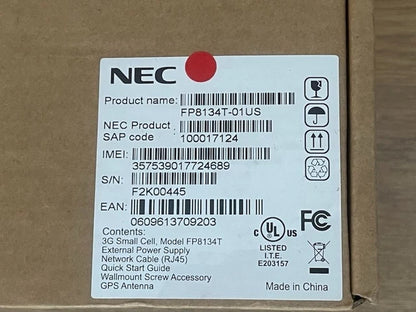 NEC
Product name:
FP8134T-01US
NEC Product
SAP code
100017124
IMEI:
357539017724689
S/N:
F2K00445
EAN:
0609613709203
Contents:
3G Small Cell, Model FP8134T
External Power Supply
Network Cable (RJ45)
Quick Start Guide
Wallmount Screw Accessory
GPS Antenna
C UL US
LISTED
I.T.E.
E203157
FC
Made in China